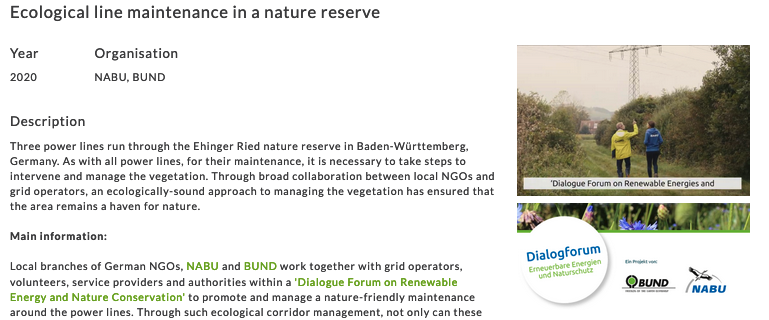 Ecological line maintenance in a nature reserve
Year
Organisation
2020
NABU, BUND
Description
Three power lines run through the Ehinger Ried nature reserve in Baden-Württemberg,
Germany. As with all power lines, for their maintenance, it is necessary to take steps to
intervene and manage the vegetation. Through broad collaboration between local NGOs and
grid operators, an ecologically-sound approach to managing the vegetation has ensured that
the area remains a haven for nature.
Main information:
Local branches of German NGOs, NABU and BUND work together with grid operators,
volunteers, service providers and authorities within a 'Dialogue Forum on Renewable
Energy and Nature Conservation' to promote and manage a nature-friendly maintenance
around the power lines. Through such ecological corridor management, not only can these
'Dialogue Forum on Renewable Energies and
Dialogforum
Erneuerbare Energien
und Naturschutz
Ein Projekt von:
BUND
FRIENDS OF THE EARTH GERMANY
NABU